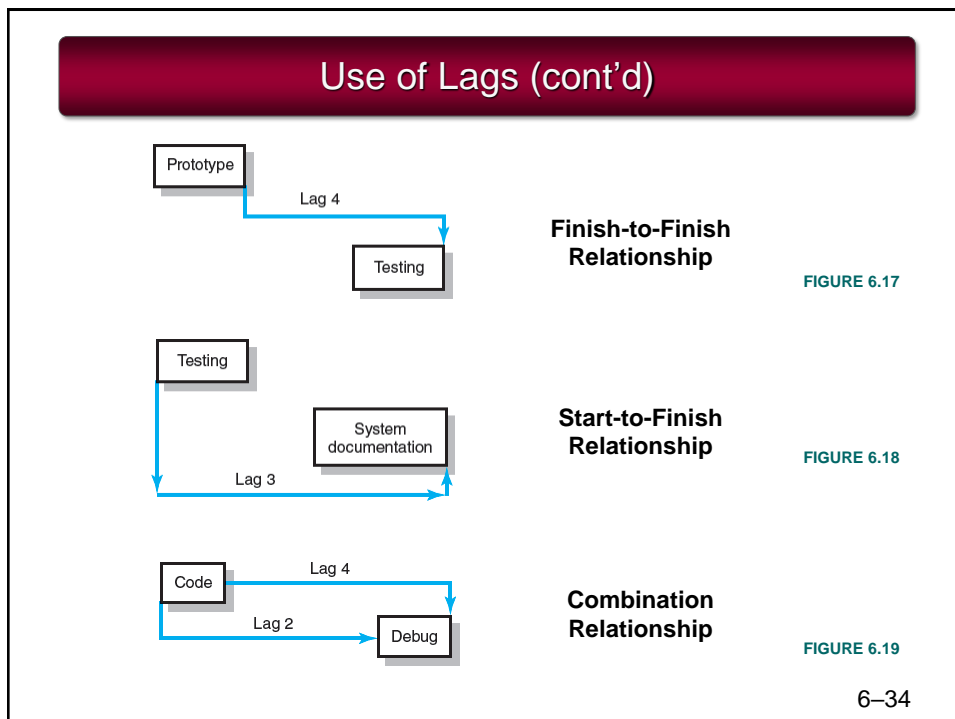 Use of Lags (cont'd)
Prototype
Lag 4
Testing
Finish-to-Finish
Relationship
FIGURE 6.17
Testing
System
documentation
Lag 3
Start-to-Finish
Relationship
FIGURE 6.18
Code
Lag 4
Lag 2
Debug
Combination
Relationship
FIGURE 6.19
6–34